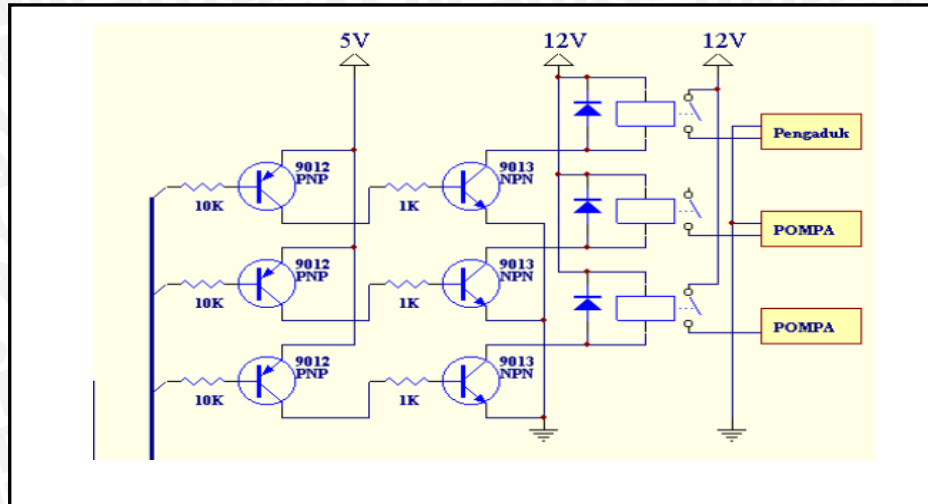 5V
12V
12V
Pengaduk
9012
PNP
9013
NPN
10K
1K
POMPA
9012
PNP
9013
NPN
10K
1K
POMPA
9012
PNP
9013
NPN
10K
1K